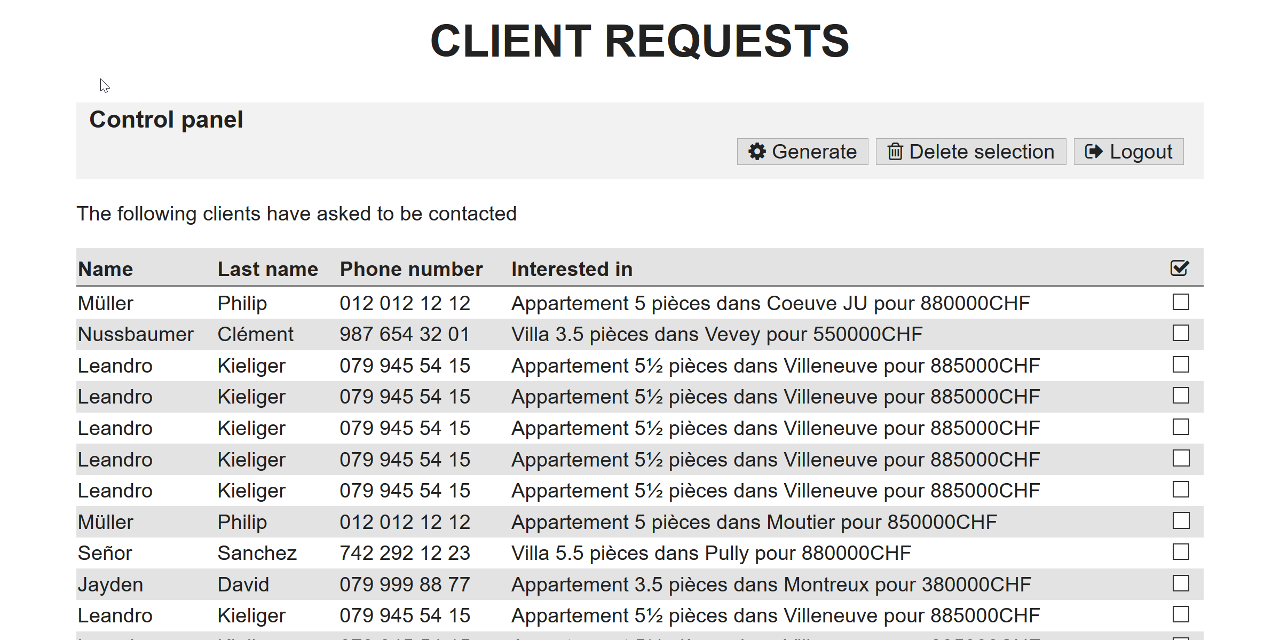 CLIENT REQUESTS
Control panel
Generate Delete selection Logout
The following clients have asked to be contacted
Name Last name Phone number Interested in
Müller Philip 012 012 12 12 Appartement 5 pièces dans Coeuve JU pour 880000CHF
Nussbaumer Clément 987 654 32 01 Villa 3.5 pièces dans Vevey pour 550000CHF
Leandro Kieliger 079 945 54 15 Appartement 5½ pièces dans Villeneuve pour 885000CHF
Leandro Kieliger 079 945 54 15 Appartement 5½ pièces dans Villeneuve pour 885000CHF
Leandro Kieliger 079 945 54 15 Appartement 5½ pièces dans Villeneuve pour 885000CHF
Leandro Kieliger 079 945 54 15 Appartement 5½ pièces dans Villeneuve pour 885000CHF
Leandro Kieliger 079 945 54 15 Appartement 5½ pièces dans Villeneuve pour 885000CHF
Müller Philip 012 012 12 12 Appartement 5 pièces dans Moutier pour 850000CHF
Señor Sanchez 742 292 12 23 Villa 5.5 pièces dans Pully pour 880000CHF
Jayden David 079 999 88 77 Appartement 3.5 pièces dans Montreux pour 380000CHF
Leandro Kieliger 079 945 54 15 Appartement 5½ pièces dans Villeneuve pour 885000CHF